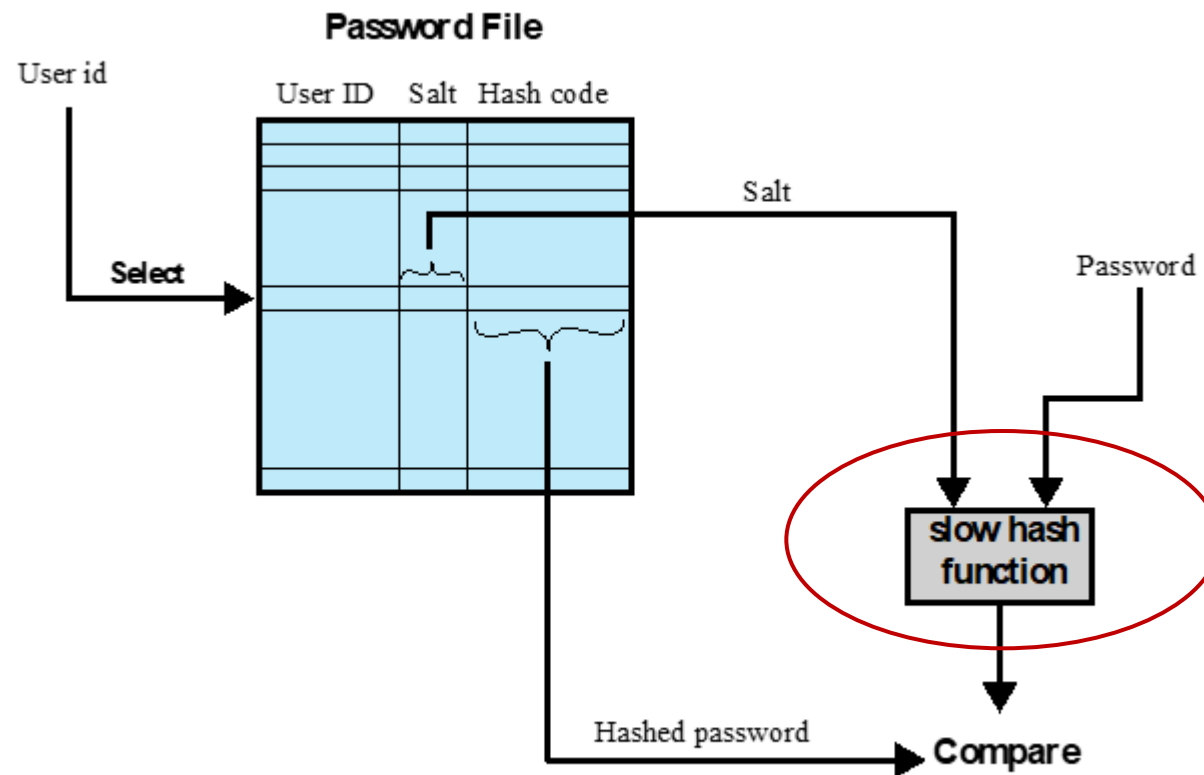 Password File
User id
User ID Salt Hash code
Salt
Select
Password
slow hash
function
Hashed password
Compare